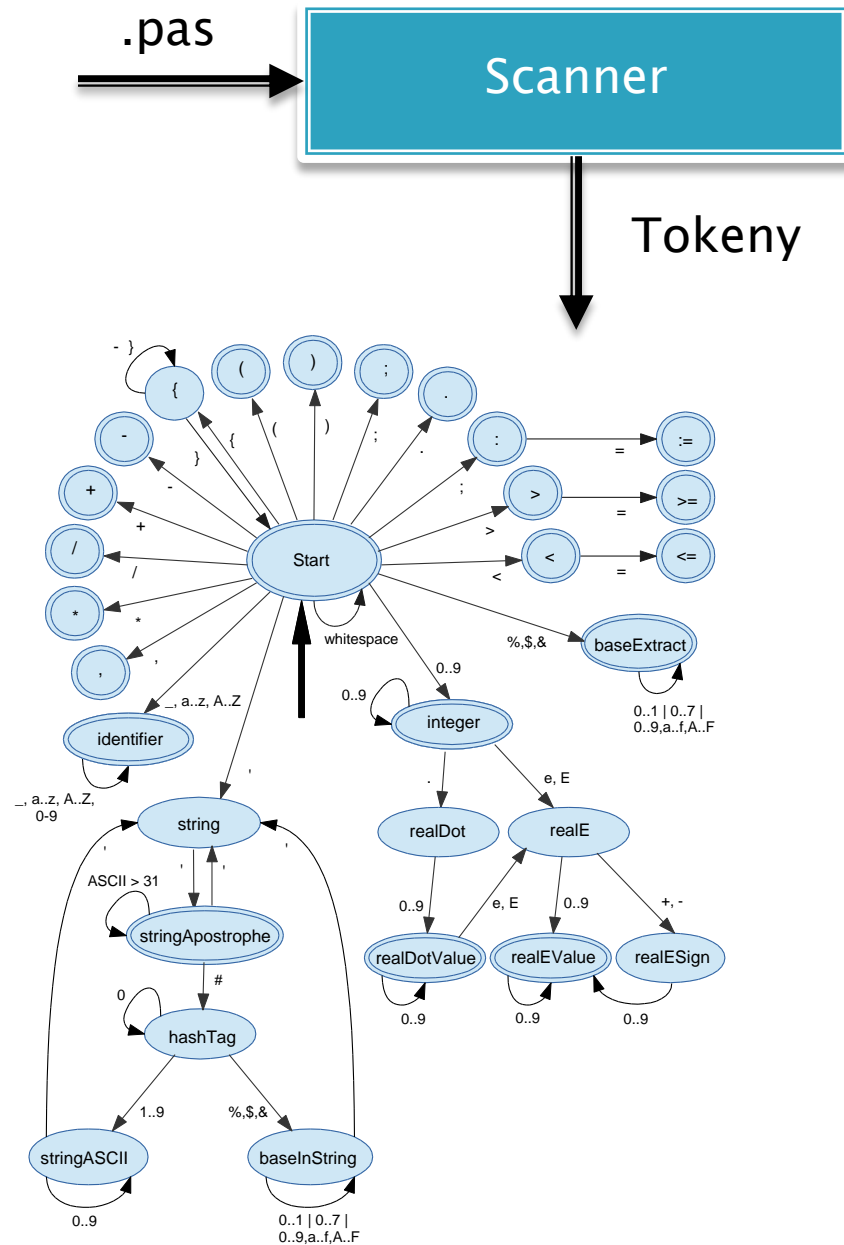 .pas
Scanner
Tokeny
- }
{
(
)
;
.
:
=
:=
-
}
{
(
)
;
.
;
+
-
>
=
>=
/
+
Start
>
<
=
<=
*
/
*
<
,
,
whitespace
%,$,&
baseExtract
_, a..z, A..Z
0..9
0..9
identifier
integer
0..1 | 0..7 |
0..9,a..f,A..F
_, a..z, A..Z,
0-9
'
.
e, E
string
realDot
realE
'
'
'
'
ASCII > 31
0..9
e, E
0..9
+, -
stringApostrophe
realDotValue
realEValue
realESign
#
0
0..9
0..9
0..9
hashTag
1..9
%,$,&
stringASCII
baseInString
0..9
0..1 | 0..7 |
0..9,a..f,A..F